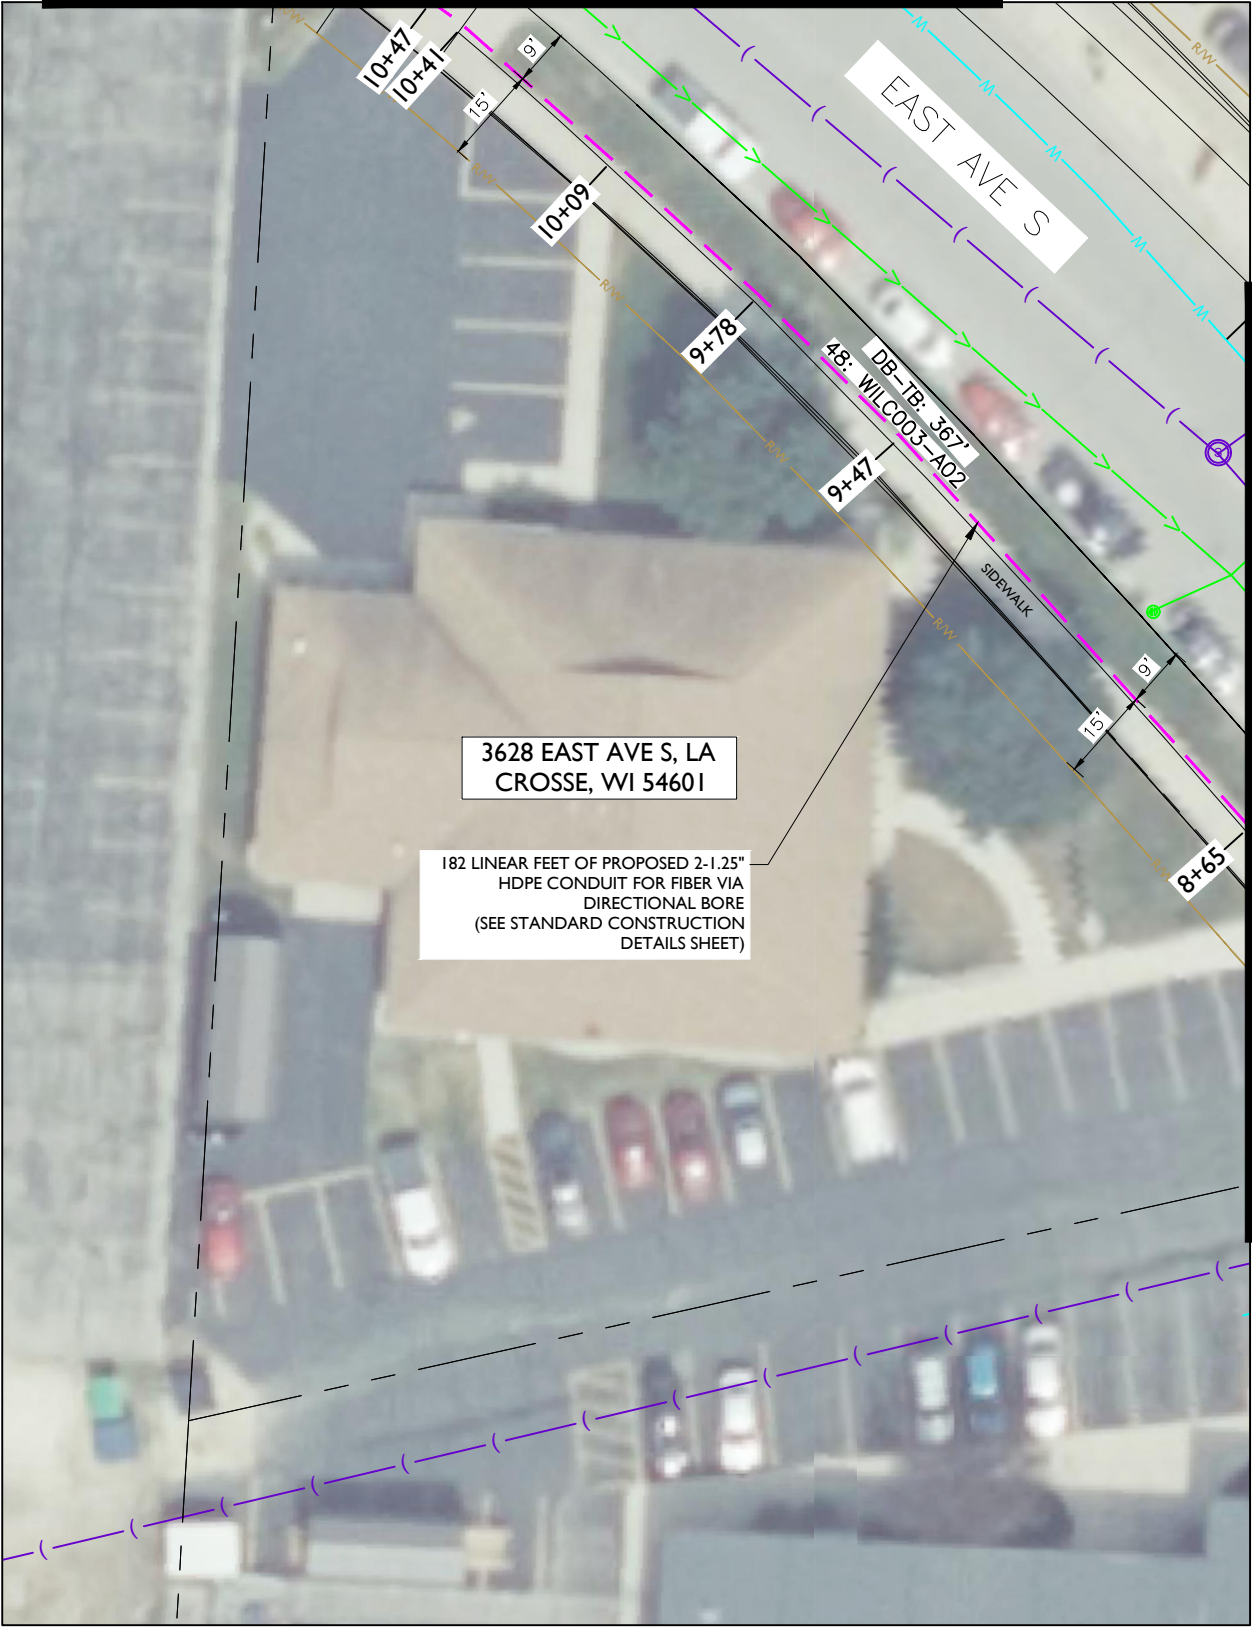 R/W
10+47
10+41
9'
15'
R/W
EAST AVE S
W
W
W
W
W
R/W
10+09
R/W
9+78
DB-TB: 367'
48: WILC003-A02
R/W
9+47
SIDEWALK
R/W
9'
15'
8+65
3628 EAST AVE S, LA
CROSSE, WI 54601
182 LINEAR FEET OF PROPOSED 2-1.25"
HDPE CONDUIT FOR FIBER VIA
DIRECTIONAL BORE
(SEE STANDARD CONSTRUCTION
DETAILS SHEET)